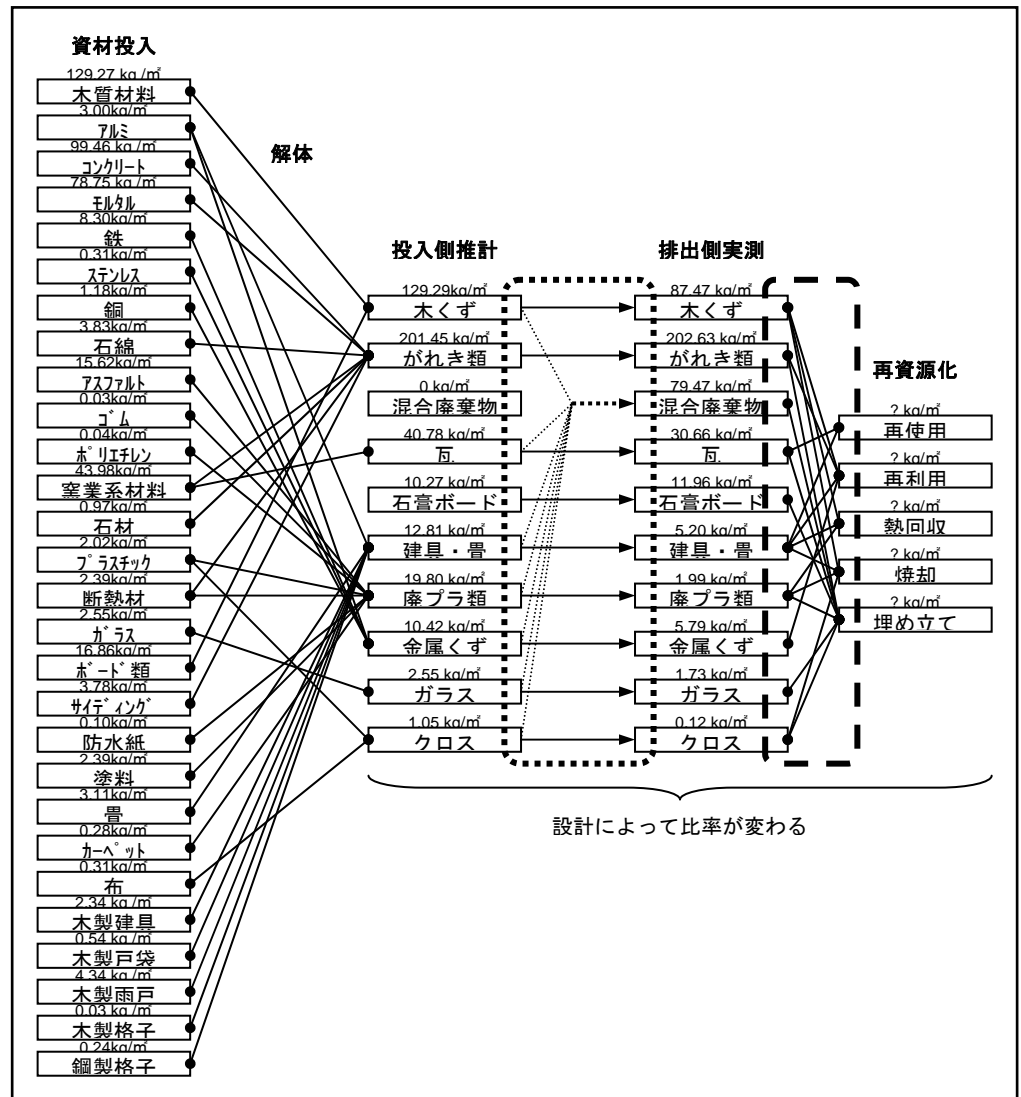 資材投入
129.27 kg /㎡
木質材料
3.00kg/㎡
アルミ
99.46 kg/㎡
コンクリート
78.75 kg /㎡
モルタル
8.30kg/㎡
鉄
0.31kg/㎡
ステンレス
1.18kg/㎡
銅
3.83kg/㎡
石綿
15.62kg/㎡
アスファルト
0.03kg/㎡
ゴム
0.04kg/㎡
ポリエチレン
43.98kg/㎡
窯業系材料
0.97kg/㎡
石材
2.02kg/㎡
プラスチック
2.39kg/㎡
断熱材
2.55kg/㎡
ガラス
16.86kg/㎡
ボード類
3.78kg/㎡
サイディング
0.10kg/㎡
防水紙
2.39kg/㎡
塗料
3.11kg/㎡
畳
0.28kg/㎡
カーペット
0.31kg/㎡
布
2.34 kg /㎡
木製建具
0.54 kg/㎡
木製戸袋
4.34 kg /㎡
木製雨戸
0.03 kg /㎡
木製格子
0.24kg/㎡
鋼製格子
解体
投入側推計
129.29kg/㎡
木くず
201.45 kg/㎡
がれき類
0 kg/㎡
混合廃棄物
40.78 kg/㎡
瓦
10.27 kg/㎡
石膏ボード
12.81 kg/㎡
建具・畳
19.80 kg/㎡
廃プラ類
10.42 kg/㎡
金属くず
2.55 kg/㎡
ガラス
1.05 kg/㎡
クロス
排出側実測
87.47 kg/㎡
木くず
202.63 kg/㎡
がれき類
79.47 kg/㎡
混合廃棄物
30.66 kg/㎡
瓦
11.96 kg/㎡
石膏ボード
5.20 kg/㎡
建具・畳
1.99 kg/㎡
廃プラ類
5.79 kg/㎡
金属くず
1.73 kg/㎡
ガラス
0.12 kg/㎡
クロス
再資源化
? kg/㎡
再使用
? kg/㎡
再利用
? kg/㎡
熱回収
? kg/㎡
焼却
? kg/㎡
埋め立て
設計によって比率が変わる